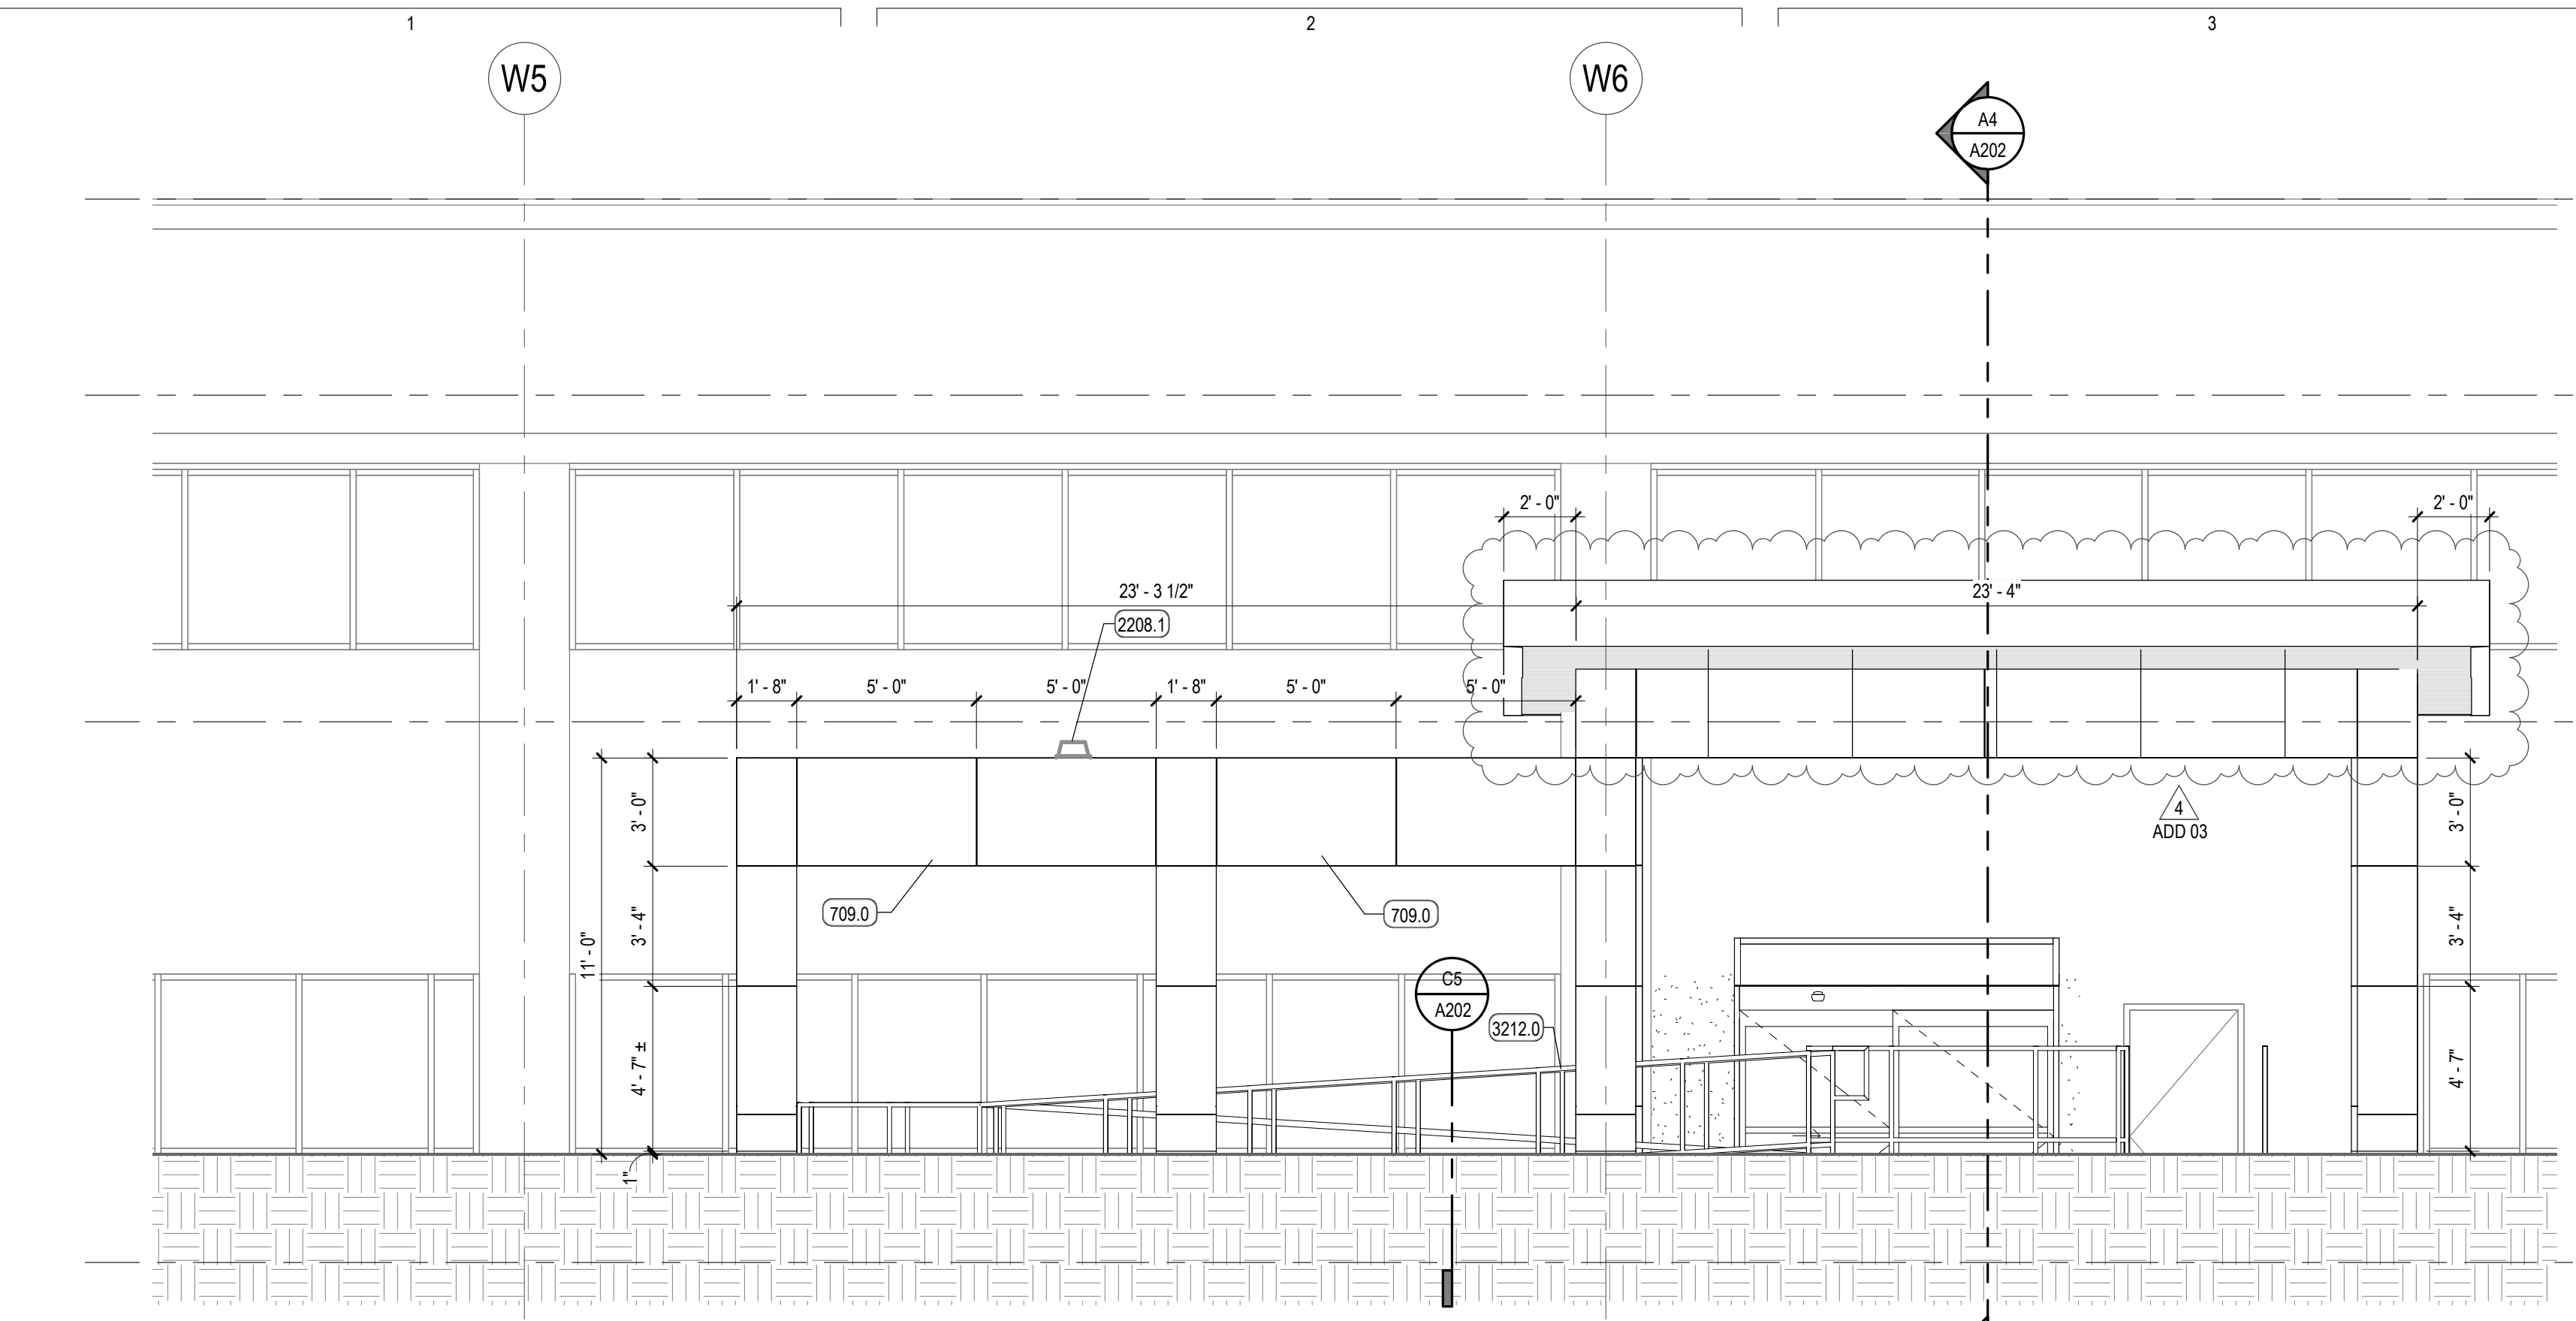 1
2
3
W5
W6
A4
A202
2' - 0"
2' - 0"
23' - 3 1/2"
23' - 4"
2208.1
1' - 8"
5' - 0"
5' - 0"
1' - 8"
5' - 0"
5' - 0"
3' - 0"
3' - 4"
11' - 0"
4' - 7" ±
1"
709.0
709.0
C5
A202
3212.0
4
ADD 03
3' - 0"
3' - 4"
4' - 7"